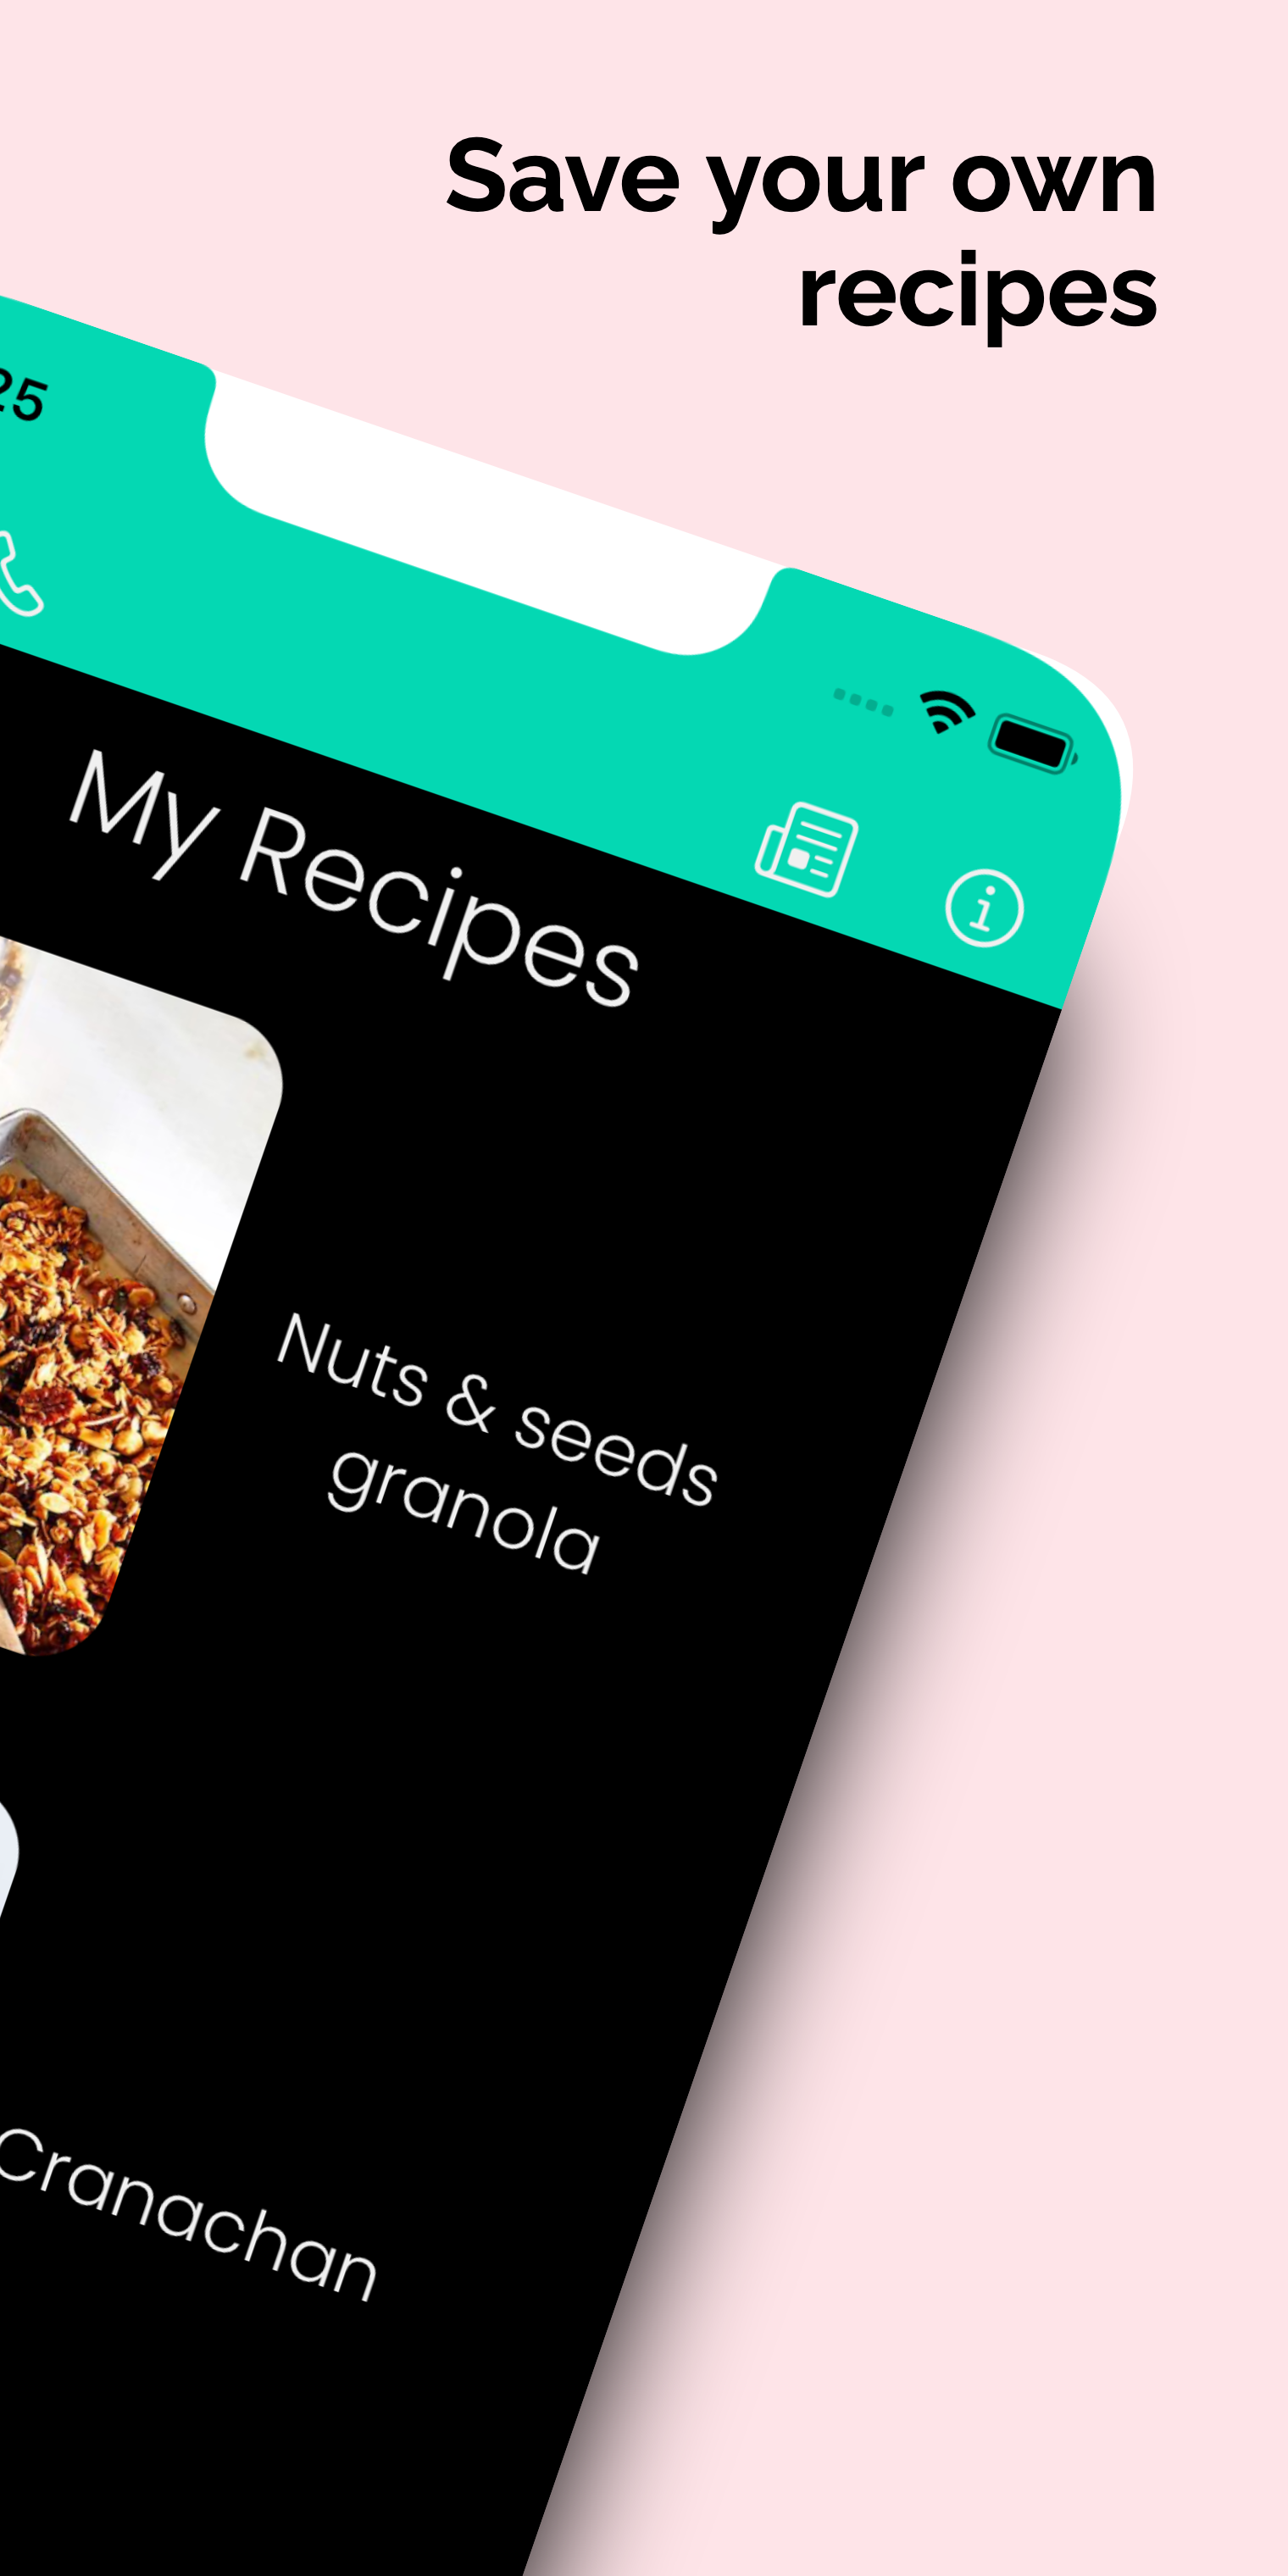 Save your own
recipes
25
My Recipes
Nuts & seeds
granola
Cranachan